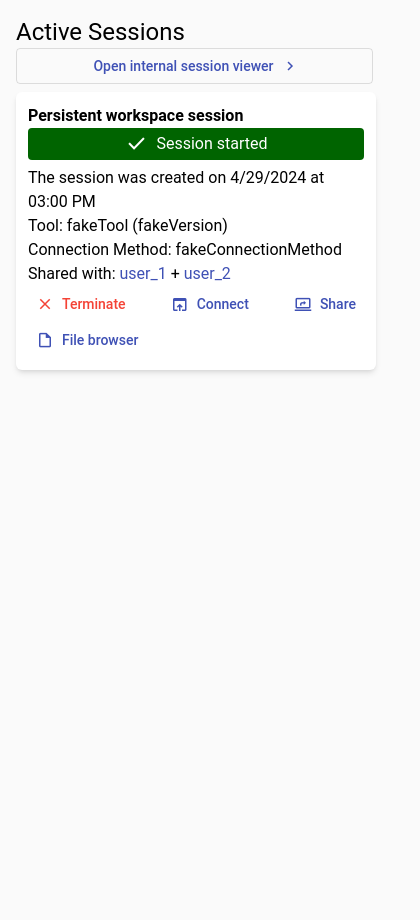 Active Sessions
Open internal session viewer
Persistent workspace session
Session started
The session was created on 4/29/2024 at
03:00 PM
Tool: fakeTool (fakeVersion)
Connection Method: fakeConnectionMethod
Shared with: user_1 + user_2
Terminate Connect Share
File browser